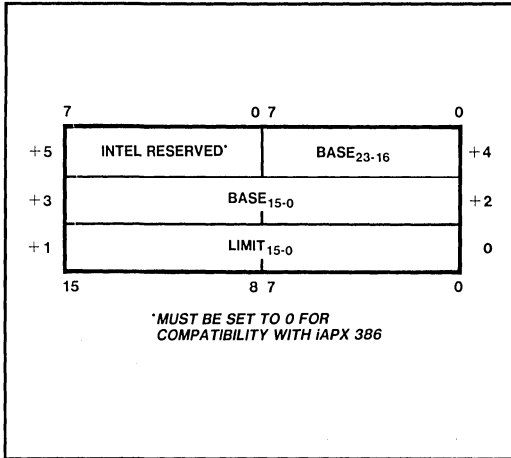 7 0 7 0
+5 INTEL RESERVED* BASE23-16 +4
+3 BASE15-0 +2
+1 LIMIT15-0 0
15 8 7 0
*MUST BE SET TO 0 FOR
COMPATIBILITY WITH iAPX 386